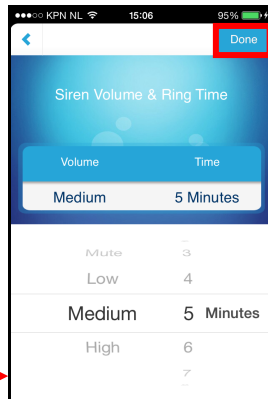 KPN NL 15:06 95%
Done
Siren Volume & Ring Time
Volume Time
Medium 5 Minutes
Mute 3
Low 4
Medium 5 Minutes
High 6
7